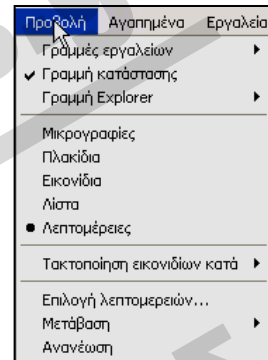 Προβολή Αγαπημένα Εργαλεία
Γραμμές εργαλείων
Γραμμή κατάστασης
Γραμμή Explorer
Μικρογραφίες
Πλακίδια
Εικονίδια
Λίστα
Λεπτομέρειες
Τακτοποίηση εικονιδίων κατά
Επιλογή λεπτομερειών...
Μετάβαση
Ανανέωση